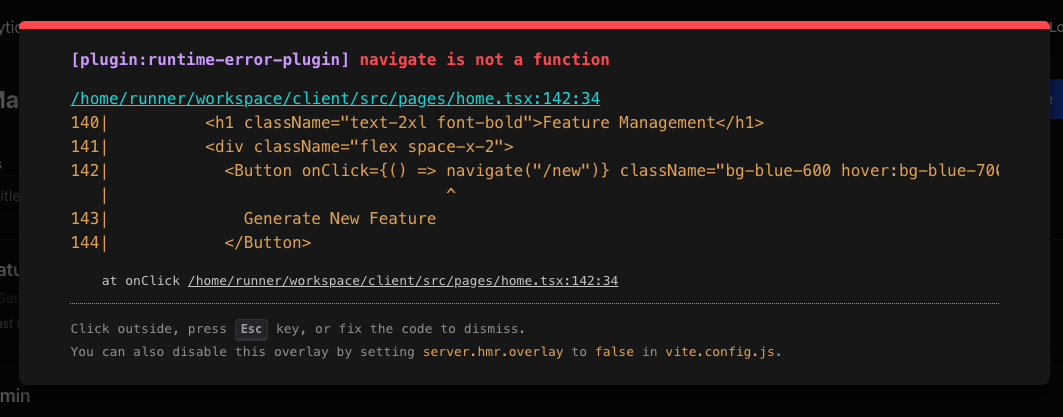 [plugin:runtime-error-plugin] navigate is not a function
/home/runner/workspace/client/src/pages/home.tsx:142:34
140|          <h1 className="text-2xl font-bold">Feature Management</h1>
141|          <div className="flex space-x-2">
142|            <Button onClick={() => navigate("/new")} className="bg-blue-600 hover:bg-blue-700
   |                                   ^
143|              Generate New Feature
144|            </Button>
at onClick /home/runner/workspace/client/src/pages/home.tsx:142:34
Click outside, press Esc key, or fix the code to dismiss.
You can also disable this overlay by setting server.hmr.overlay to false in vite.config.js.